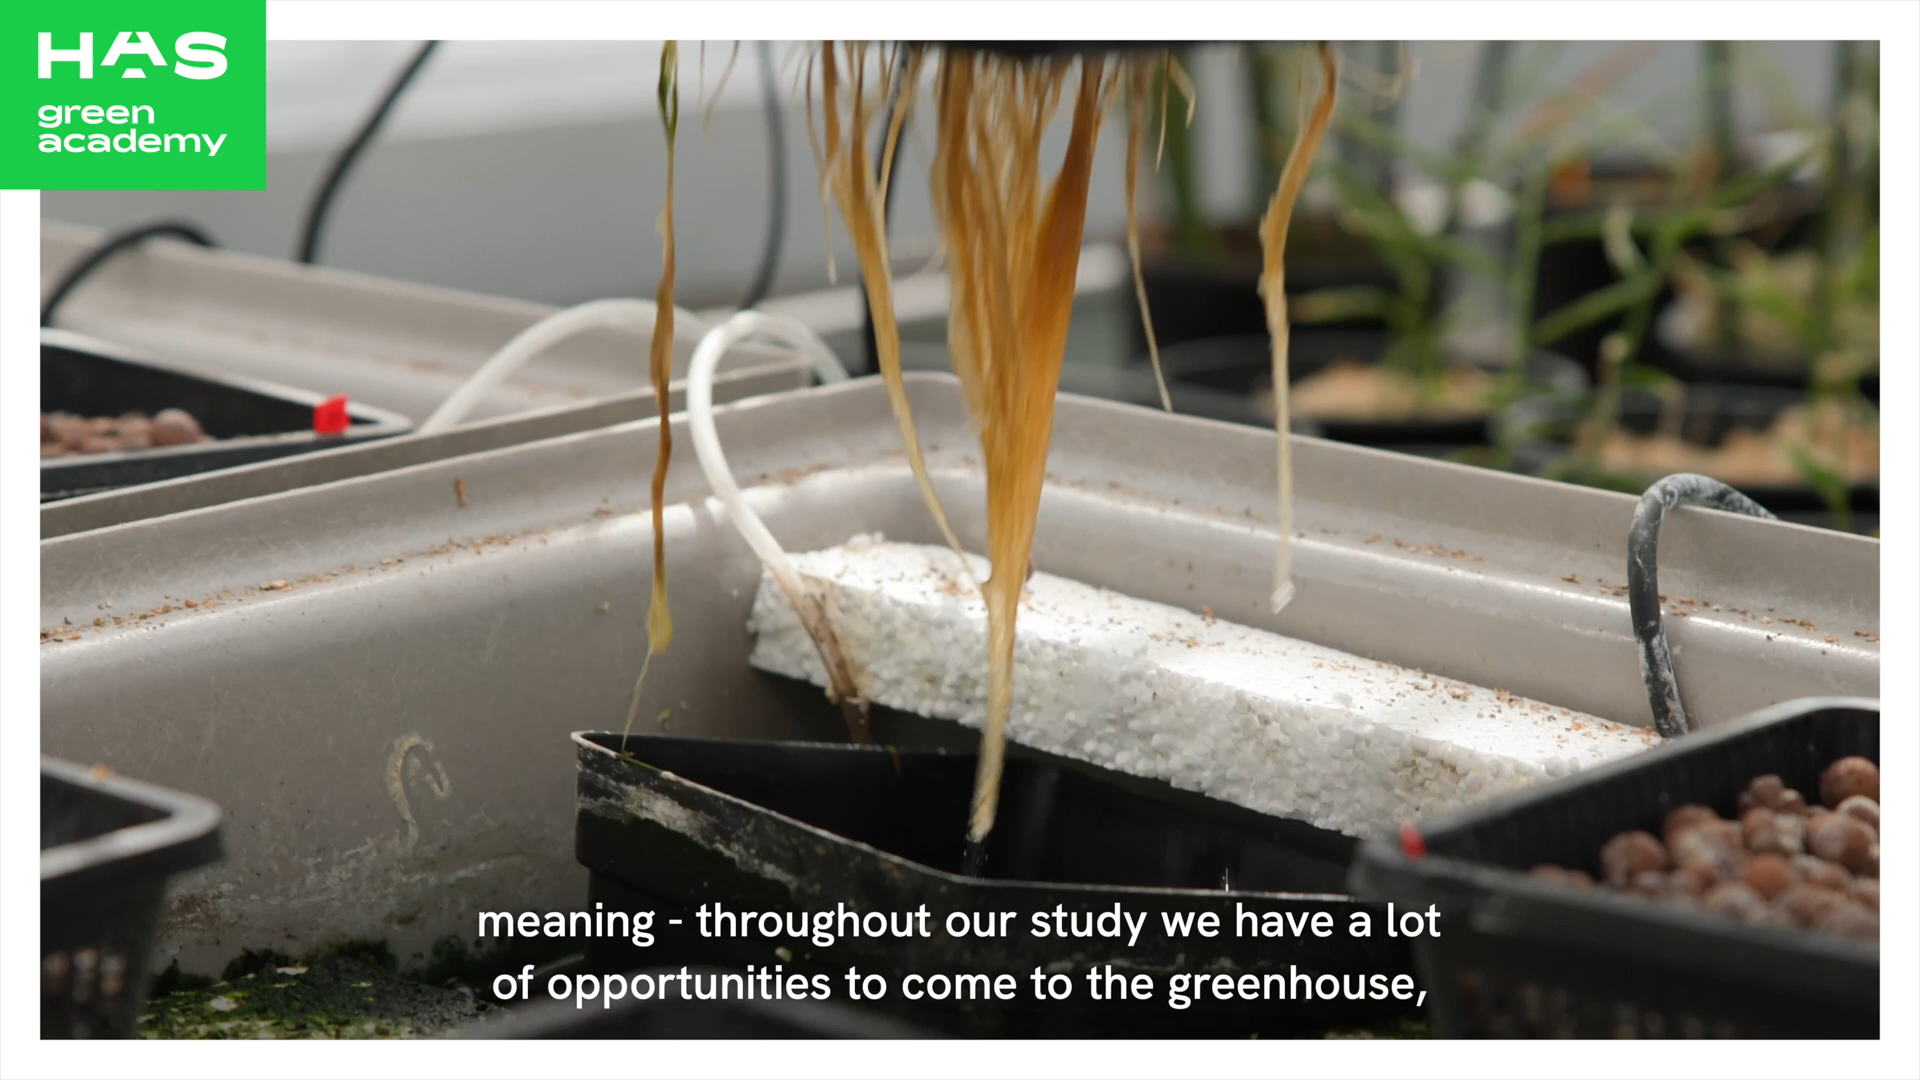 HAS
green
academy
meaning - throughout our study we have a lot
of opportunities to come to the greenhouse,